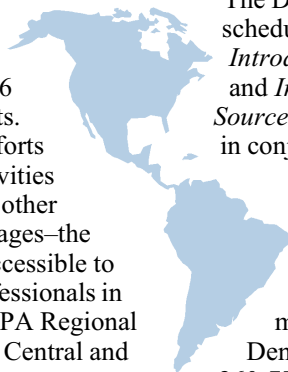 The D
schedu
Introd
6
and In
ts.
Source
forts
in conj
vities
other
ages–the
ccessible to
fessionals in
PA Regional
m
Central and
Den